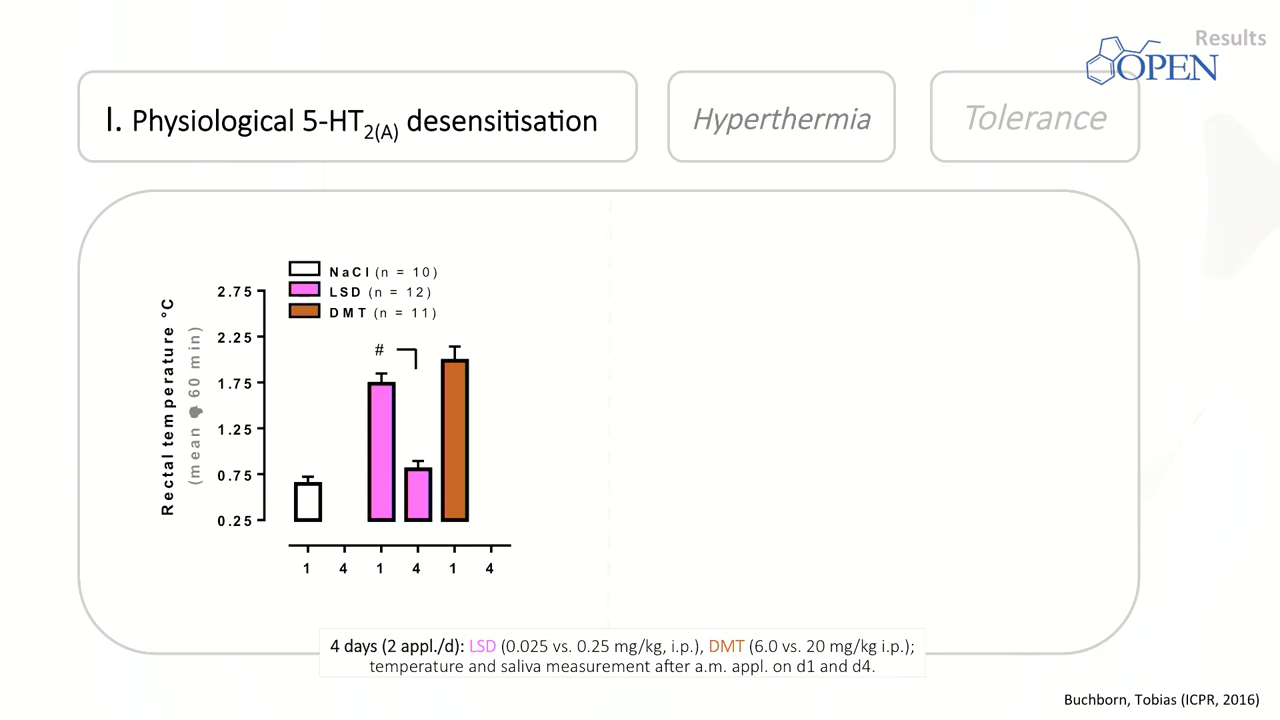 Results
OPEN
I. Physiological 5-HT2(A) desensitisation
Hyperthermia
Tolerance
NaCl (n = 10)
LSD (n = 12)
DMT (n = 11)
Rectal temperature °C
(mean 60 min)
2.75
2.25
1.75
1.25
0.75
0.25
#
1 4 1 4 1 4
4 days (2 appl./d): LSD (0.025 vs. 0.25 mg/kg, i.p.), DMT (6.0 vs. 20 mg/kg i.p.);
temperature and saliva measurement after a.m. appl. on d1 and d4.
Buchborn, Tobias (ICPR, 2016)